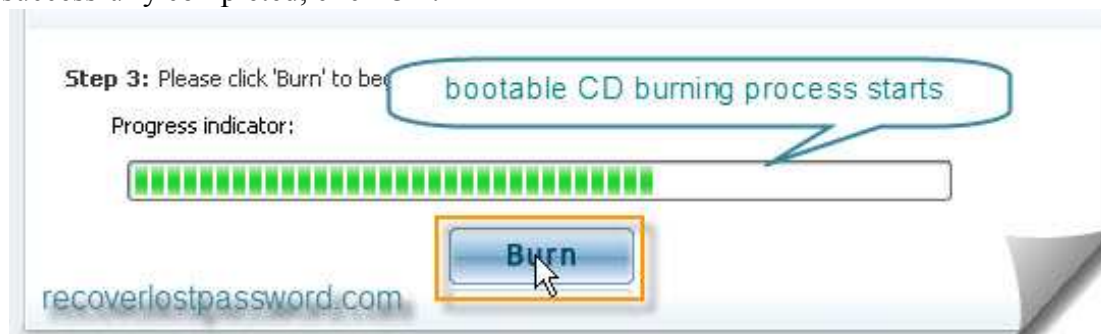 Step 3: Please click 'Burn' to be
bootable CD burning process starts
Progress indicator:
Burn
recoverlostpassword.com